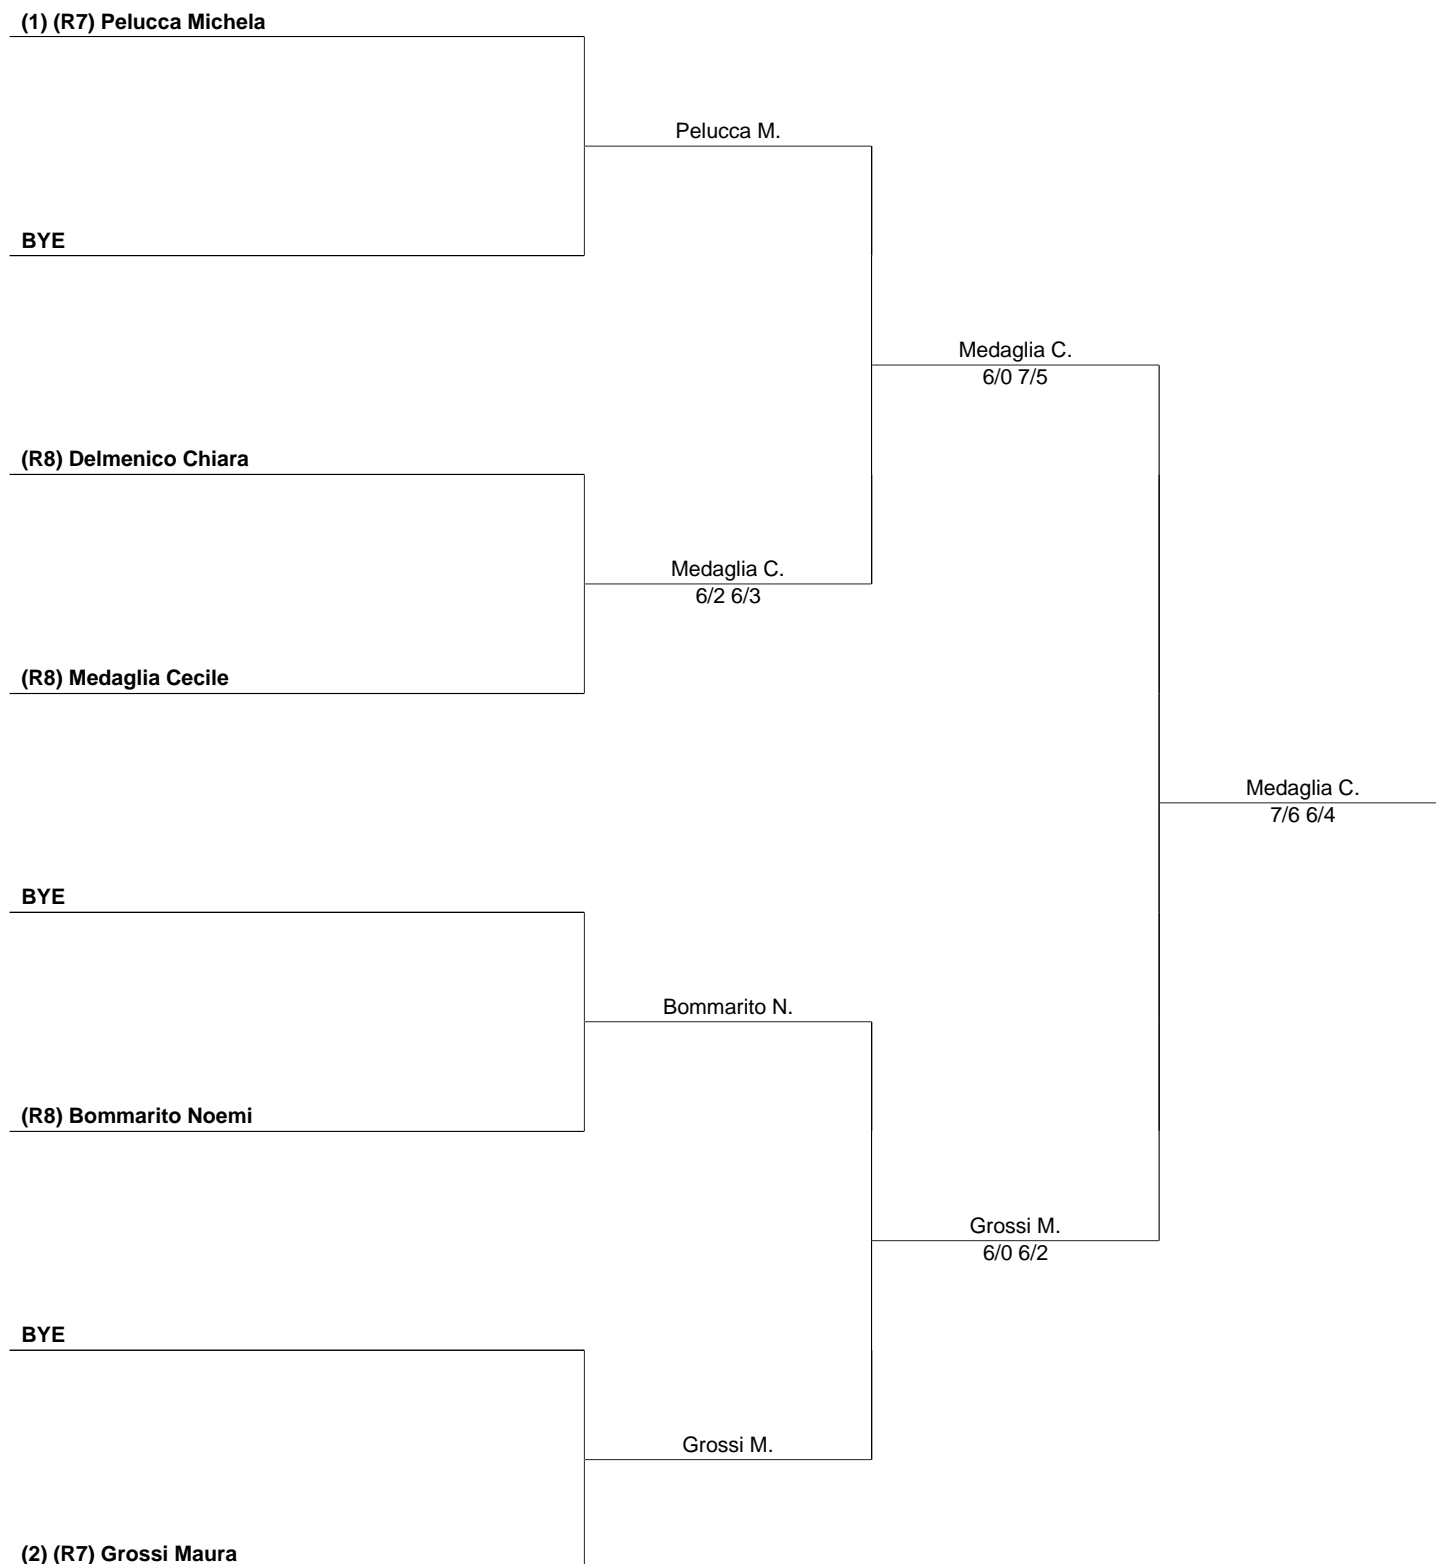 (1) (R7) Pelucca Michela
Pelucca M.
BYE
Medaglia C.
6/0 7/5
(R8) Delmenico Chiara
Medaglia C.
6/2 6/3
(R8) Medaglia Cecile
Medaglia C.
7/6 6/4
BYE
Bommarito N.
(R8) Bommarito Noemi
Grossi M.
6/0 6/2
BYE
Grossi M.
(2) (R7) Grossi Maura